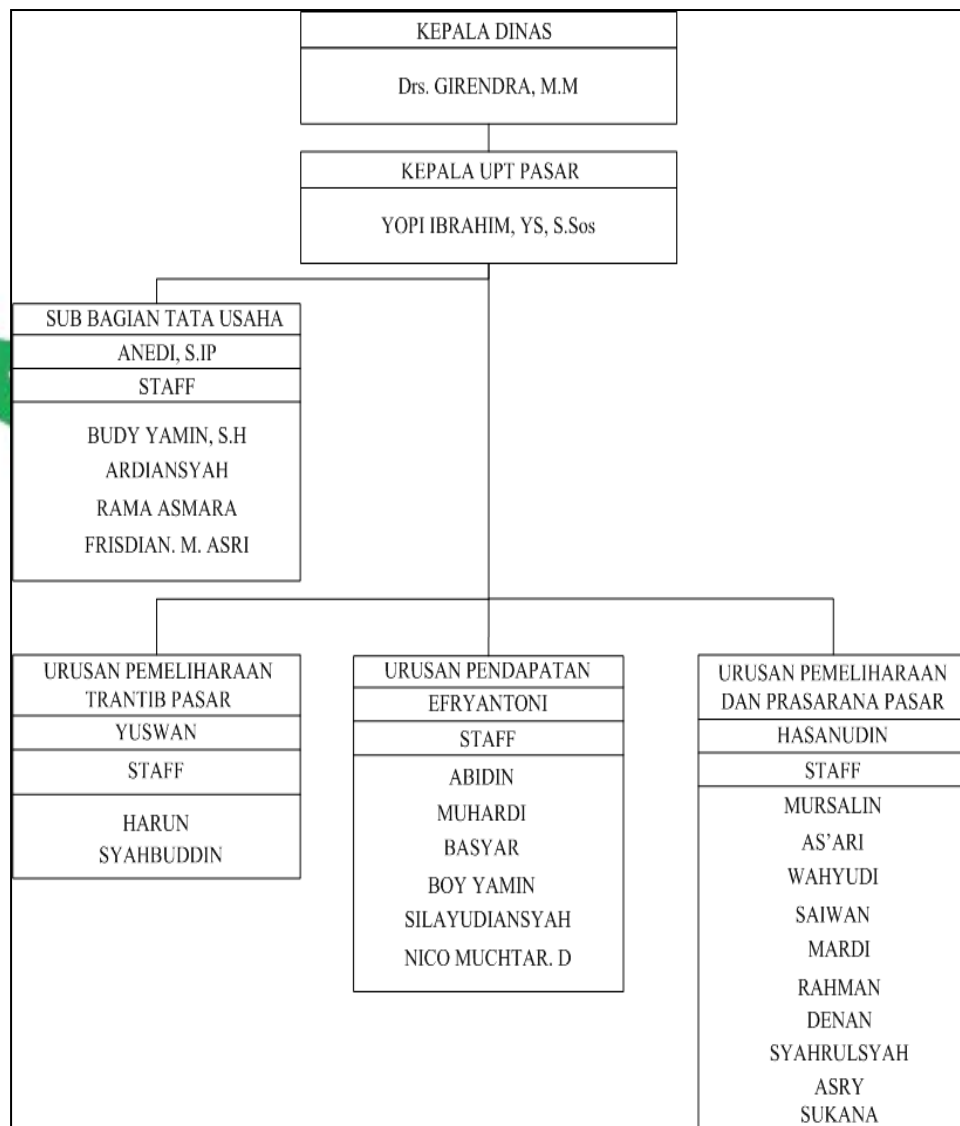 KEPALA DINAS
Drs. GIRENDRA, M.M
KEPALA UPT PASAR
YOPI IBRAHIM, YS, S.Sos
SUB BAGIAN TATA USAHA
ANEDI, S.IP
STAFF
BUDY YAMIN, S.H
ARDIANSYAH
RAMA ASMARA
FRISDIAN. M. ASRI
URUSAN PEMELIHARAAN
TRANTIB PASAR
YUSWAN
STAFF
HARUN
SYAHBUDDIN
URUSAN PENDAPATAN
EFRYANTONI
STAFF
ABIDIN
MUHARDI
BASYAR
BOY YAMIN
SILAYUDIANSYAH
NICO MUCHTAR. D
URUSAN PEMELIHARAAN
DAN PRASARANA PASAR
HASANUDIN
STAFF
MURSALIN
AS’ARI
WAHYUDI
SAIWAN
MARDI
RAHMAN
DENAN
SYAHRULSYAH
ASRY
SUKANA